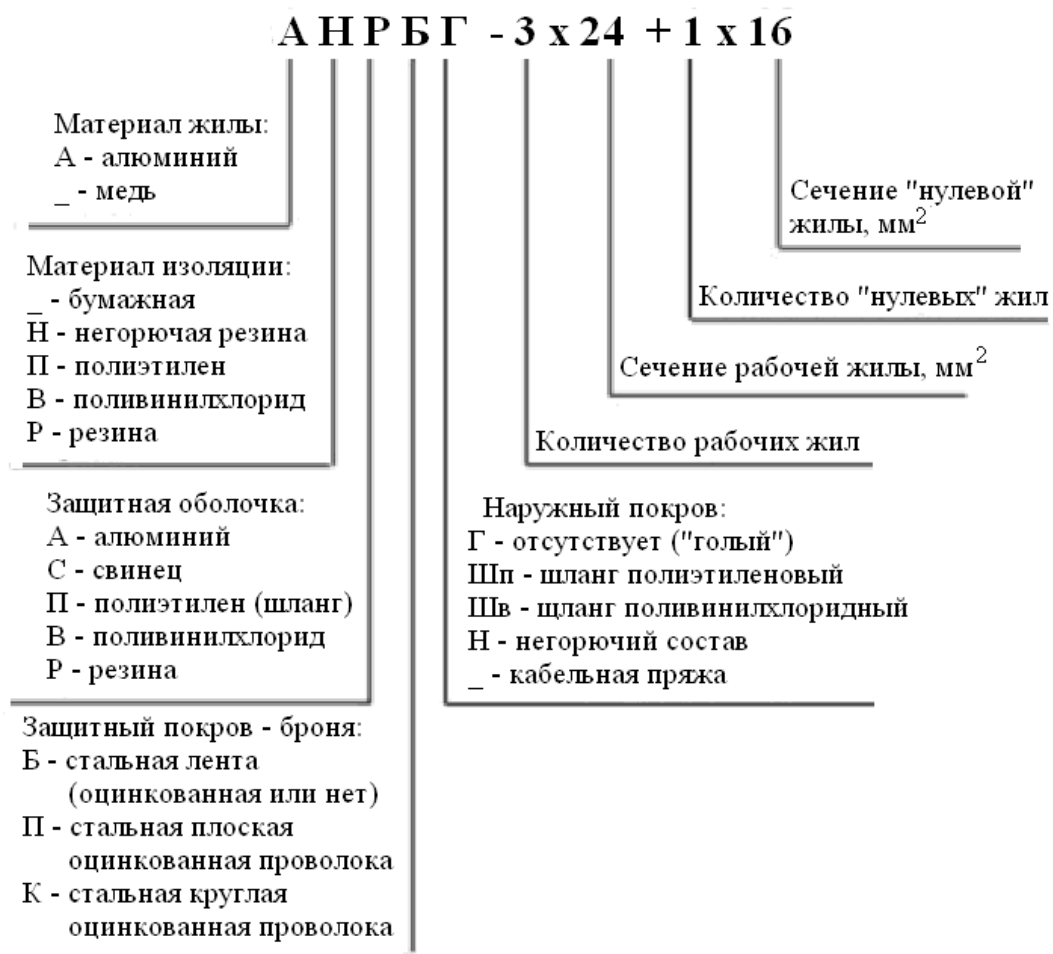 А Н Р Б Г - 3 х 24 + 1 х 16
Материал жилы:
А - алюминий
_ - медь
Материал изоляции:
_ - бумажная
Н - негорючая резина
П - полиэтилен
В - поливинилхлорид
Р - резина
Защитная оболочка:
А - алюминий
С - свинец
П - полиэтилен (шланг)
В - поливинилхлорид
Р - резина
Защитный покров - броня:
Б - стальная лента
(оцинкованная или нет)
П - стальная плоская
оцинкованная проволока
К - стальная круглая
оцинкованная проволока
Сечение "нулевой"
жилы, мм²
Количество "нулевых" жил
Сечение рабочей жилы, мм²
Количество рабочих жил
Наружный покров:
Г - отсутствует ("голый")
Шп - шланг полиэтиленовый
Шв - щланг поливинилхлоридный
Н - негорючий состав
_ - кабельная пряжа